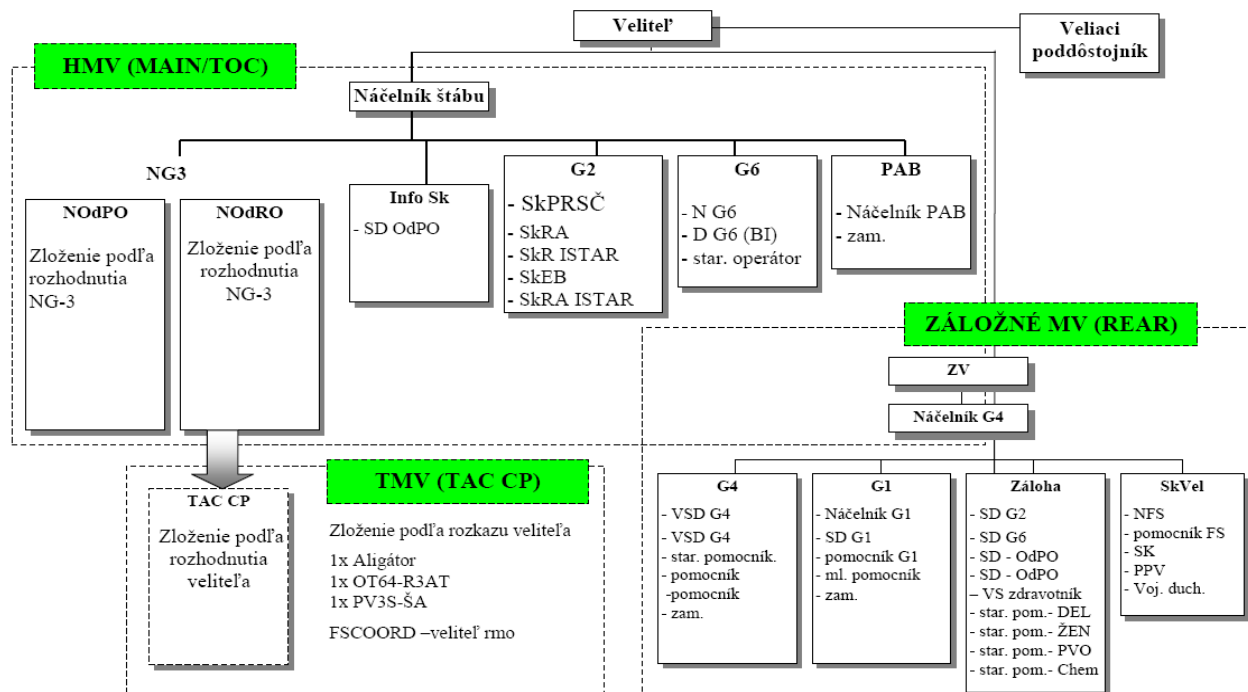 Veliteľ
Veliaci
poddôstojník
HMV (MAIN/TOC)
Náčelník štábu
NG3
NOdPO
Zloženie podľa
rozhodnutia
NG-3
NOdRO
Zloženie podľa
rozhodnutia
NG-3
Info Sk
- SD OdPO
G2
- SkPRSČ
- SkRA
- SkR ISTAR
- SkEB
- SkRA ISTAR
G6
- N G6
- D G6 (BI)
- star. operátor
PAB
- Náčelník PAB
- zam.
ZÁLOŽNÉ MV (REAR)
ZV
Náčelník G4
TMV (TAC CP)
TAC CP
Zloženie podľa
rozhodnutia
veliteľa
Zloženie podľa rozkazu veliteľa
1x Aligátor
1x OT64-R3AT
1x PV3S-ŠA
FSCOORD –veliteľ rmo
G4
- VSD G4
- VSD G4
- star. pomocník.
- pomocník
-pomocník
- zam.
G1
- Náčelník G1
- SD G1
- pomocník G1
- ml. pomocník
- zam.
Záloha
- SD G2
- SD G6
- SD - OdPO
- SD - OdPO
– VS zdravotník
- star. pom.- DEL
- star. pom.- ŽEN
- star. pom.- PVO
- star. pom.- Chem
SkVel
- NFS
- pomocník FS
- SK
- PPV
- Voj. duch.